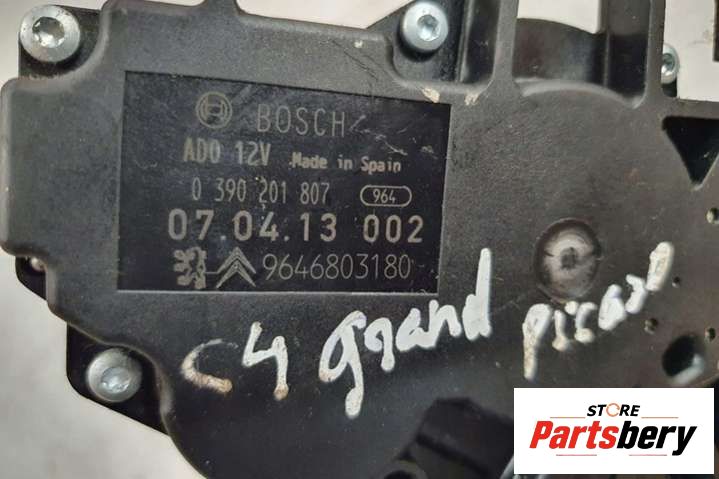 BOSCH
ADO 12V Made in Spain
0 390 201 807 964
07.04.13 002
9646803180
C4 grand picaso
STORE
Partsbery